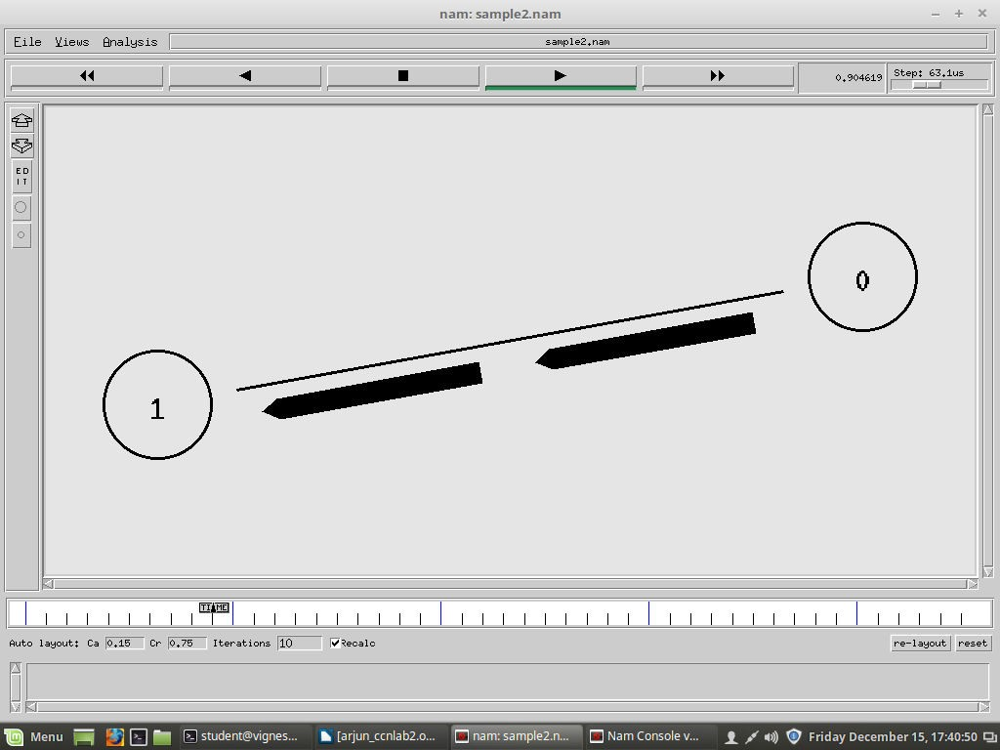 nam: sample2.nam
File Views Analysis sample2.nam
0.904619 Step: 63.1us
ED
IT
0
1
TIME
Auto layout: Ca 0.15 Cr 0.75 Iterations 10 Recalc re-layout reset
Menu student@vignes... [arjun_ccnlab2.o... nam: sample2.n... Nam Console v... Friday December 15, 17:40:50